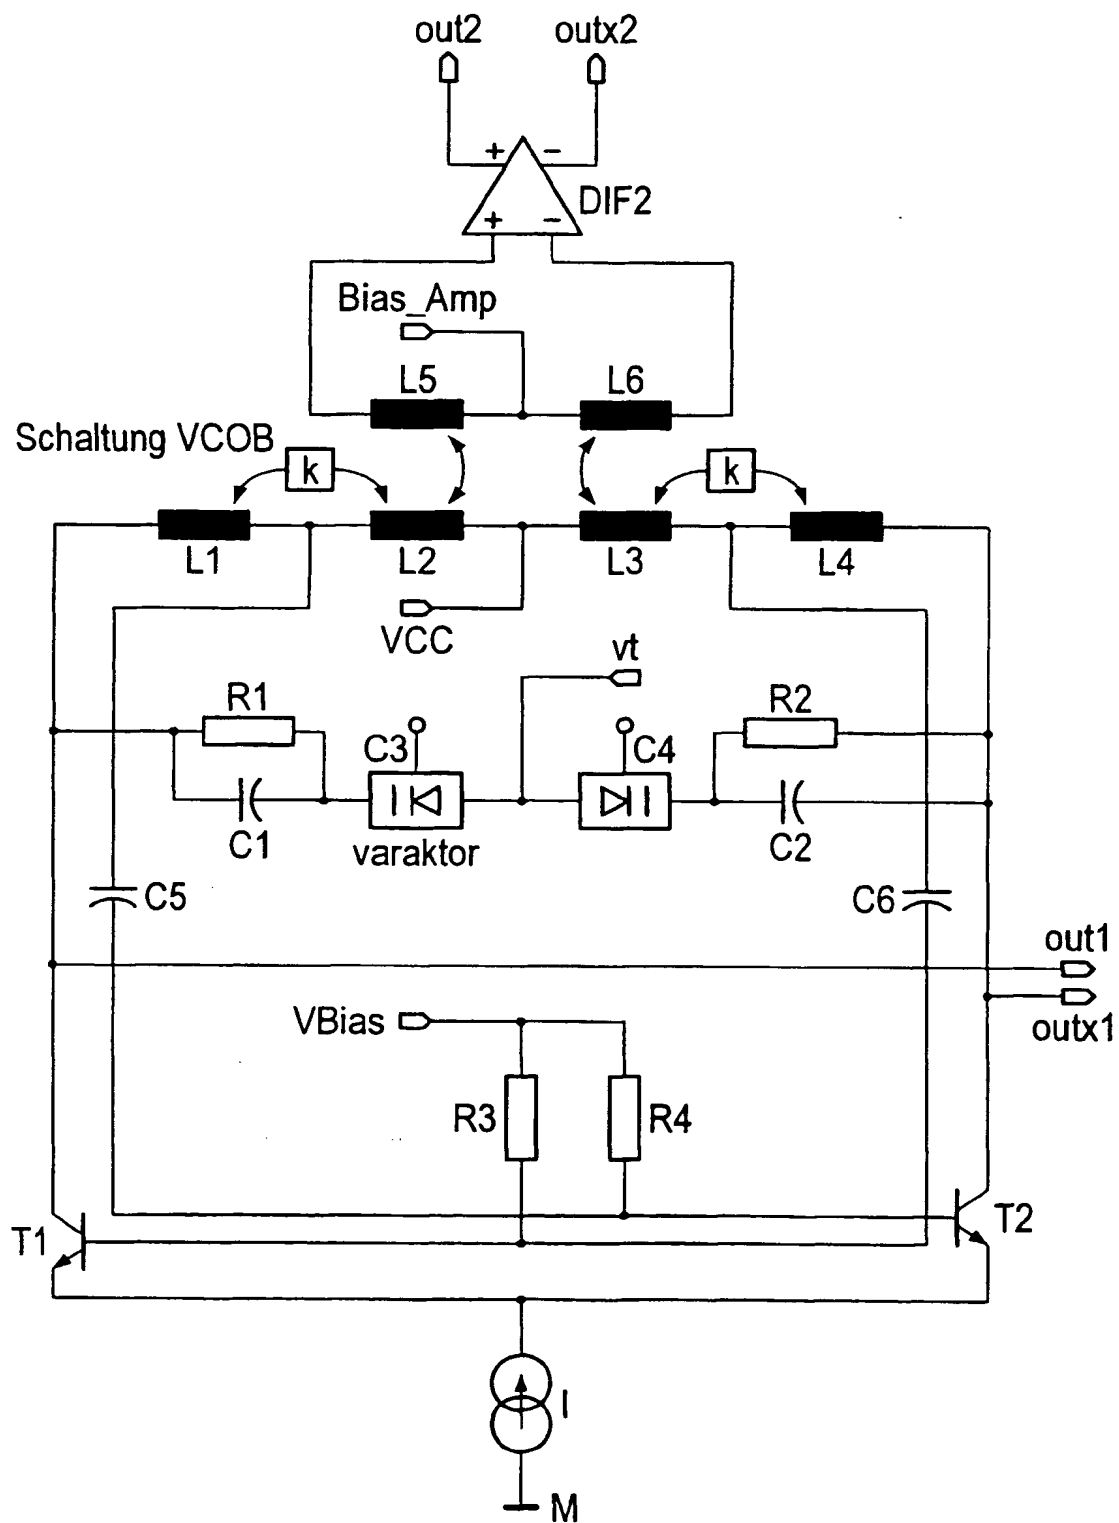 out2 outx2
+ −
DIF2
+ −
Bias_Amp
L5 L6
Schaltung VCOB
k k
L1 L2 L3 L4
VCC
vt
R1 R2
C3 C4
C1 C2
varaktor
C5 C6
out1
VBias
outx1
R3 R4
T1 T2
I
M